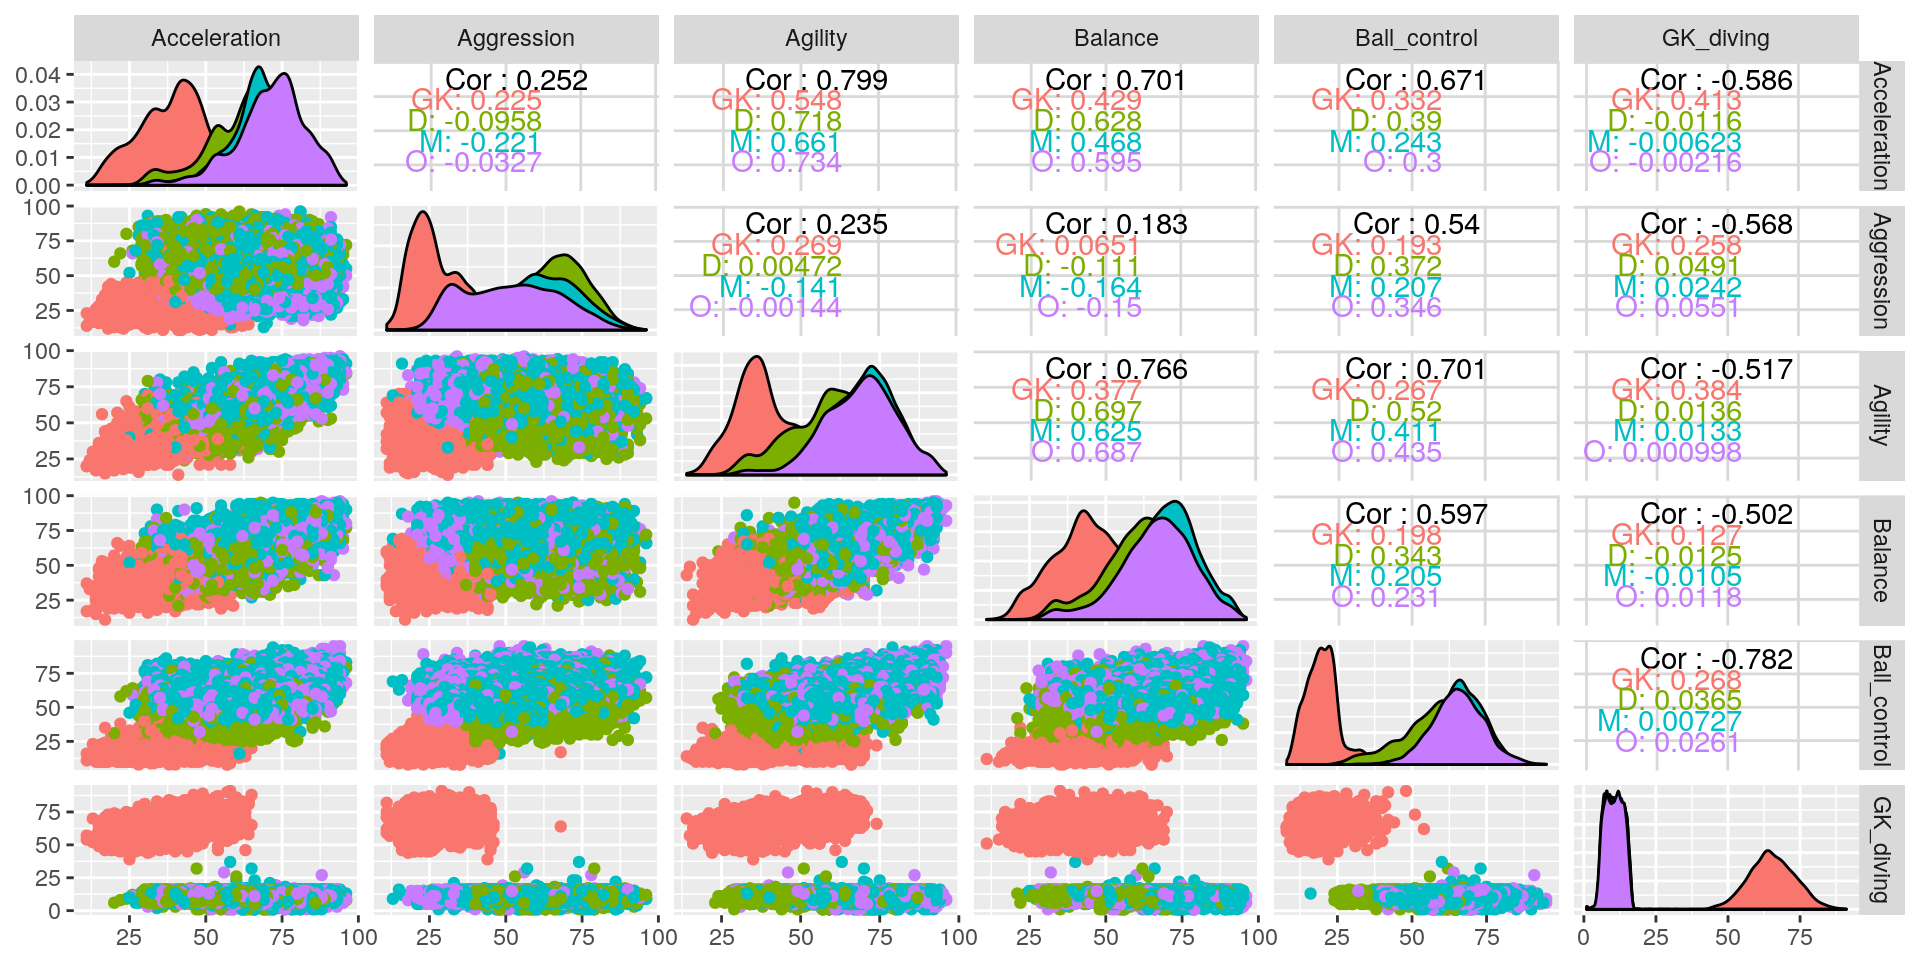 Acceleration Aggression Agility Balance Ball_control GK_diving
0.04
0.03
0.02
0.01
0.00
Cor : 0.252
GK: 0.225
D: -0.0958
M: -0.221
O: -0.0327
Cor : 0.799
GK: 0.548
D: 0.718
M: 0.661
O: 0.734
Cor : 0.701
GK: 0.429
D: 0.628
M: 0.468
O: 0.595
Cor : 0.671
GK: 0.332
D: 0.39
M: 0.243
O: 0.3
Cor : -0.586
GK: 0.413
D: -0.0116
M: -0.00623
O: -0.00216
Acceleration
100
75
50
25
Cor : 0.235
GK: 0.269
D: 0.00472
M: -0.141
O: -0.00144
Cor : 0.183
GK: 0.0651
D: -0.111
M: -0.164
O: -0.15
Cor : 0.54
GK: 0.193
D: 0.372
M: 0.207
O: 0.346
Cor : -0.568
GK: 0.258
D: 0.0491
M: 0.0242
O: 0.0551
Aggression
100
75
50
25
Cor : 0.766
GK: 0.377
D: 0.697
M: 0.625
O: 0.687
Cor : 0.701
GK: 0.267
D: 0.52
M: 0.411
O: 0.435
Cor : -0.517
GK: 0.384
D: 0.0136
M: 0.0133
O: 0.000998
Agility
100
75
50
25
Cor : 0.597
GK: 0.198
D: 0.343
M: 0.205
O: 0.231
Cor : -0.502
GK: 0.127
D: -0.0125
M: -0.0105
O: 0.0118
Balance
75
50
25
Cor : -0.782
GK: 0.268
D: 0.0365
M: 0.00727
O: 0.0261
Ball_control
75
50
25
0
GK_diving
25 50 75 100 25 50 75 100 25 50 75 100 25 50 75 100 25 50 75 0 25 50 75